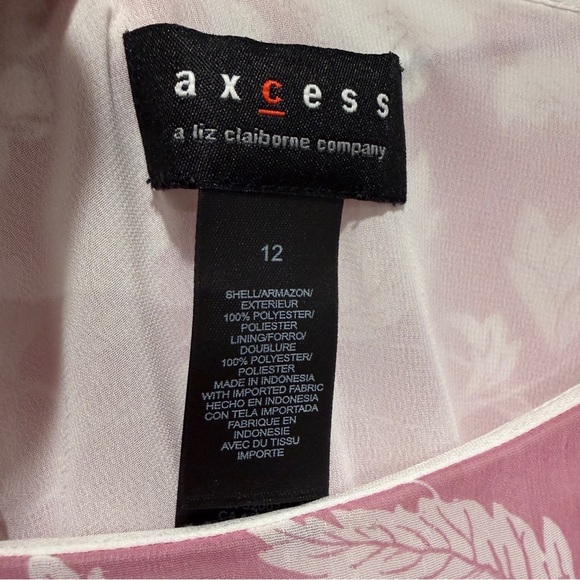 axcess
a liz claiborne company
12
SHELL/ARMAZON/
EXTERIEUR
100% POLYESTER/
POLIESTER
LINING/FORRO/
DOUBLURE
100% POLYESTER/
POLIESTER
MADE IN INDONESIA
WITH IMPORTED FABRIC
HECHO EN INDONESIA
CON TELA IMPORTADA
FABRIQUE EN
INDONESIE
AVEC DU TISSU
IMPORTE